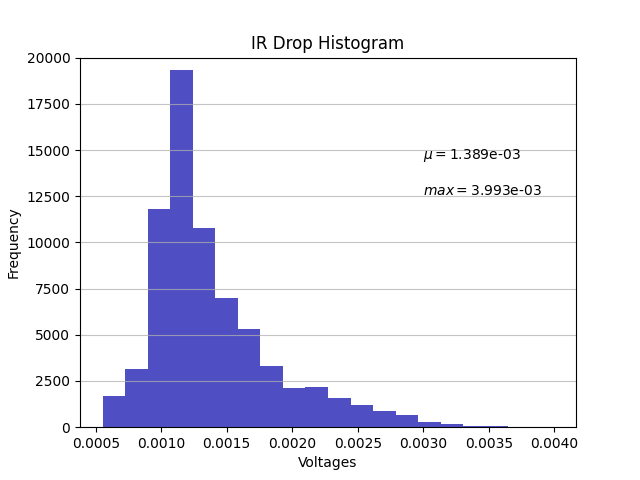 IR Drop Histogram
20000
17500
15000
12500
10000
7500
5000
2500
0
Frequency
μ = 1.389e-03
max = 3.993e-03
0.0005 0.0010 0.0015 0.0020 0.0025 0.0030 0.0035 0.0040
Voltages